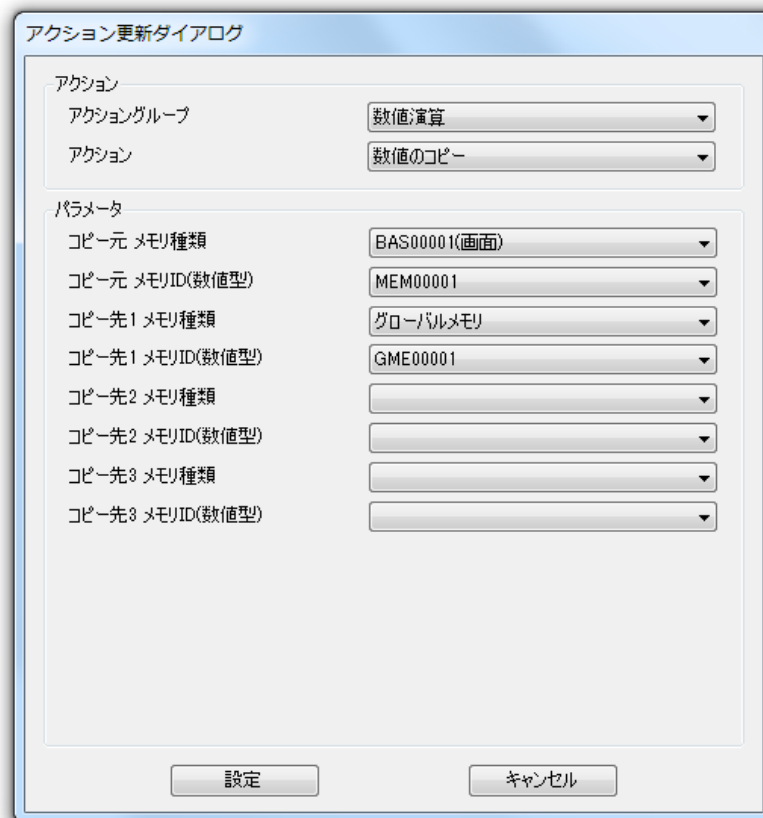 アクション更新ダイアログ
アクション
アクショングループ 数値演算
アクション 数値のコピー
パラメータ
コピー元 メモリ種類 BAS00001(画面)
コピー元 メモリID(数値型) MEM00001
コピー先1 メモリ種類 グローバルメモリ
コピー先1 メモリID(数値型) GME00001
コピー先2 メモリ種類
コピー先2 メモリID(数値型)
コピー先3 メモリ種類
コピー先3 メモリID(数値型)
設定 キャンセル